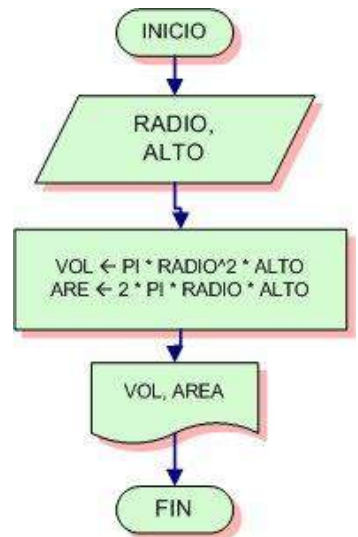 INICIO
RADIO,
ALTO
VOL ← PI * RADIO^2 * ALTO
ARE ← 2 * PI * RADIO * ALTO
VOL, AREA
FIN